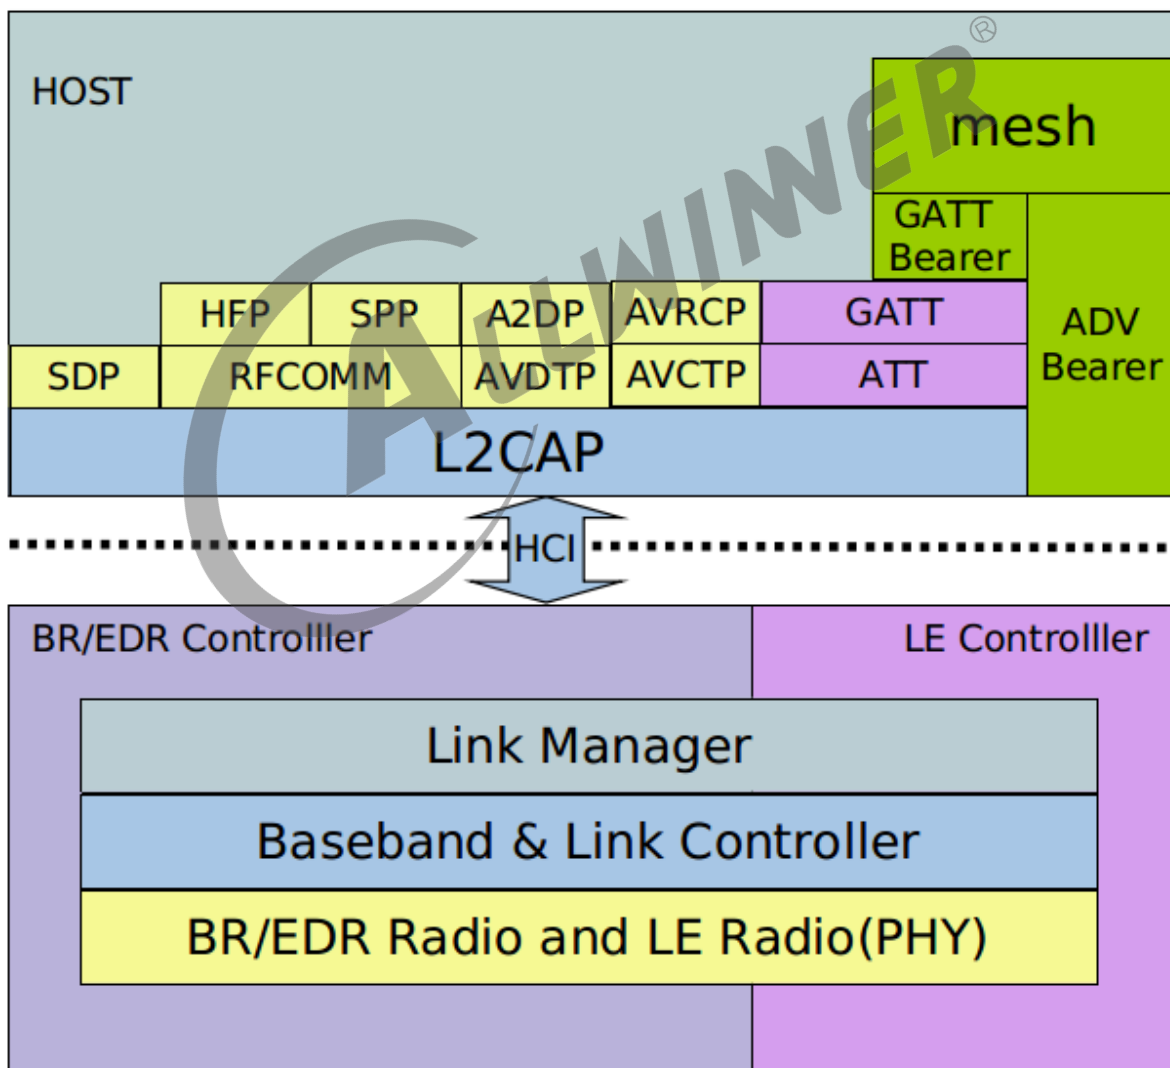 HOST
ALLWINNER®
mesh
GATT
Bearer
ADV
Bearer
HFP SPP A2DP AVRCP GATT
SDP RFCOMM AVDTP AVCTP ATT
L2CAP
HCI
BR/EDR Controlller LE Controlller
Link Manager
Baseband & Link Controller
BR/EDR Radio and LE Radio(PHY)